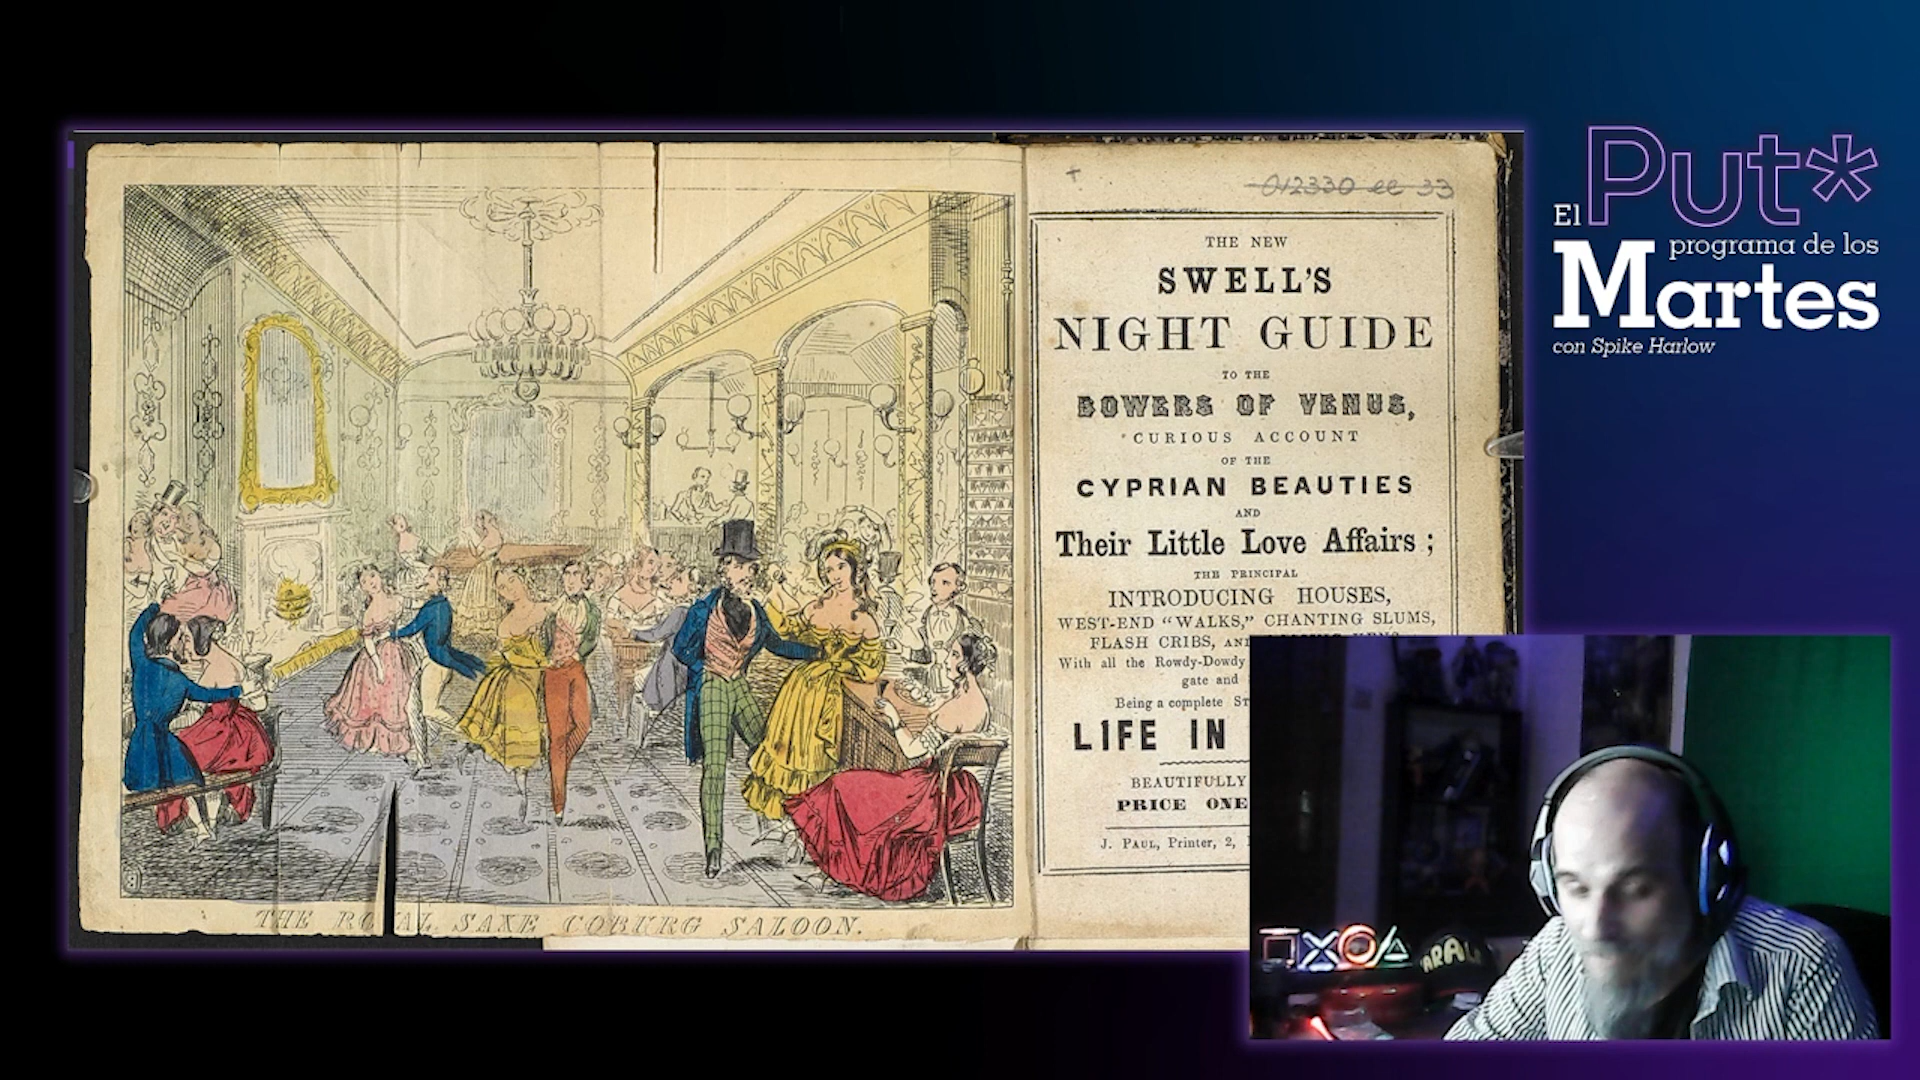 El Put*
programa de los
Martes
con Spike Harlow
+ 012330 ee 33
THE NEW
SWELL'S
NIGHT GUIDE
TO THE
BOWERS OF VENUS,
CURIOUS ACCOUNT
OF THE
CYPRIAN BEAUTIES
AND
Their Little Love Affairs;
THE PRINCIPAL
INTRODUCING HOUSES,
WEST-END "WALKS," CHANTING SLUMS,
FLASH CRIBS, AND
With all the Rowdy-Dowdy
gate and
Being a complete
LIFE IN
BEAUTIFULLY
PRICE ONE
J. PAUL, Printer, 2,
THE ROYAL SAXE COBURG SALOON.